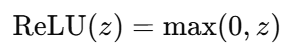 ReLU(z) = max(0, z)